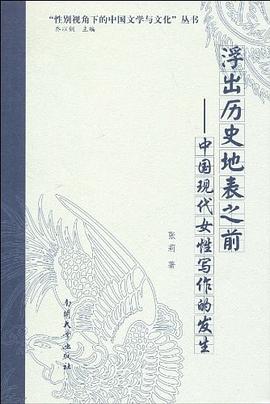 “性别视角下的中国文学与文化”丛书
乔以钢 主编
浮出历史地表之前
——中国现代女性写作的发生
张莉 著
南开大学出版社